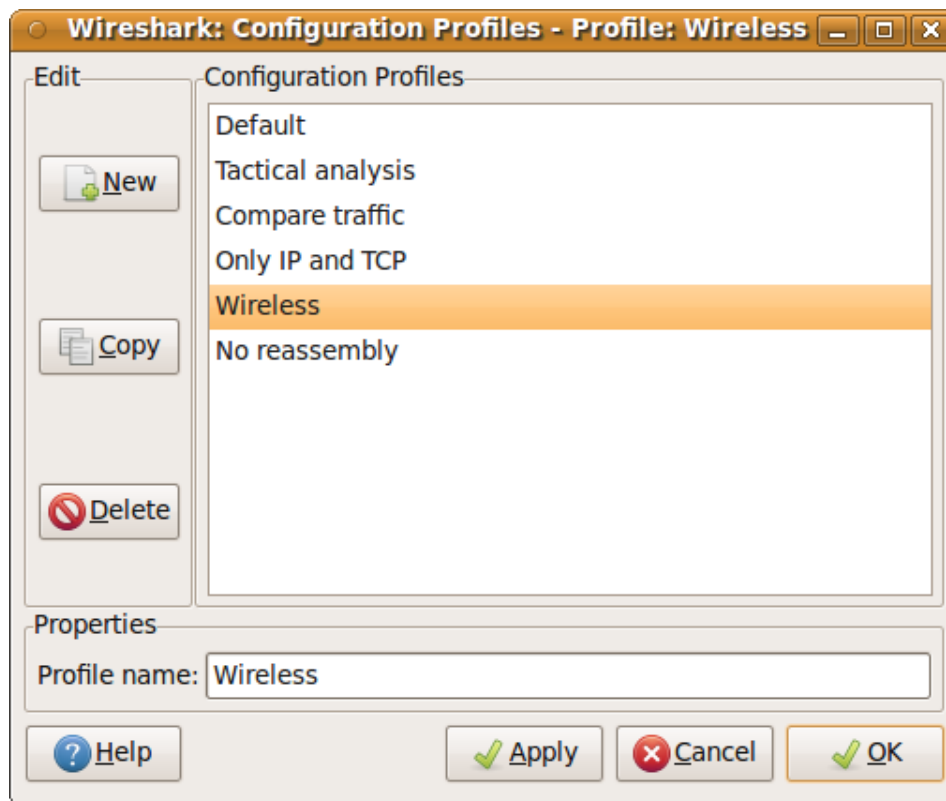 Wireshark: Configuration Profiles - Profile: Wireless
Edit
New
Copy
Delete
Configuration Profiles
Default
Tactical analysis
Compare traffic
Only IP and TCP
Wireless
No reassembly
Properties
Profile name: Wireless
Help
Apply
Cancel
OK